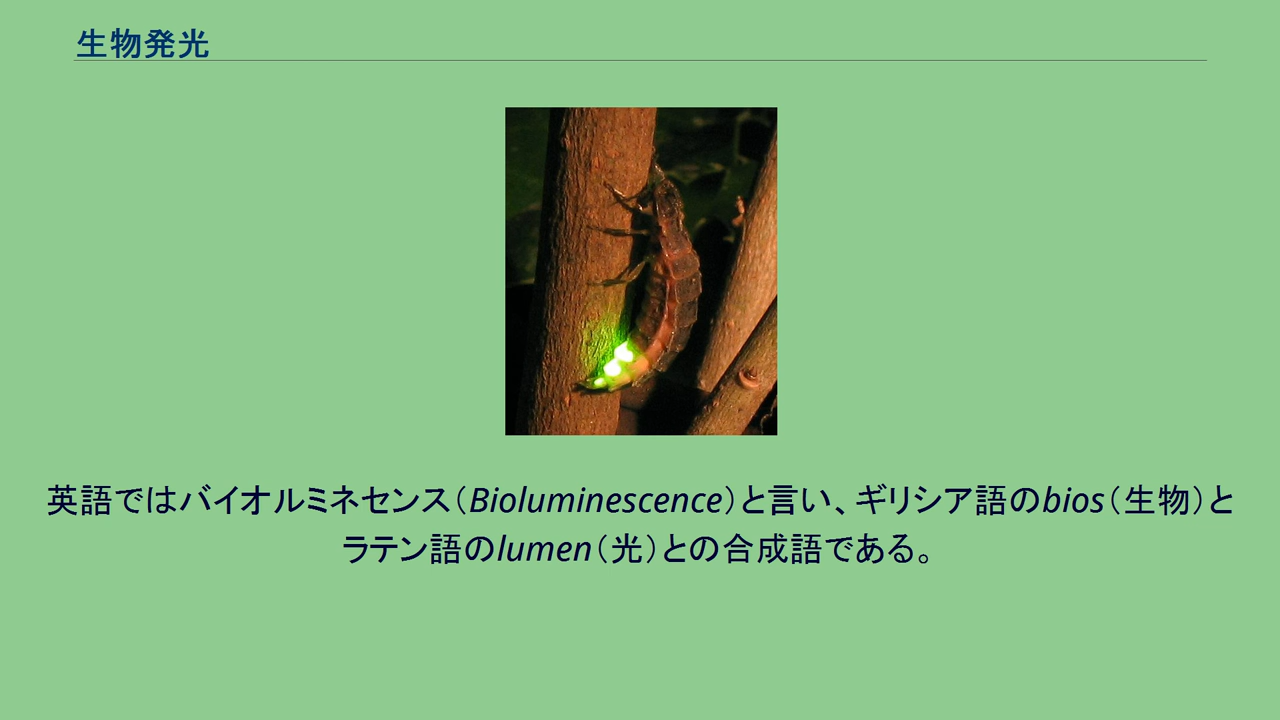 生物発光
英語ではバイオルミネセンス（Bioluminescence）と言い、ギリシア語のbios（生物）と
ラテン語のlumen（光）との合成語である。